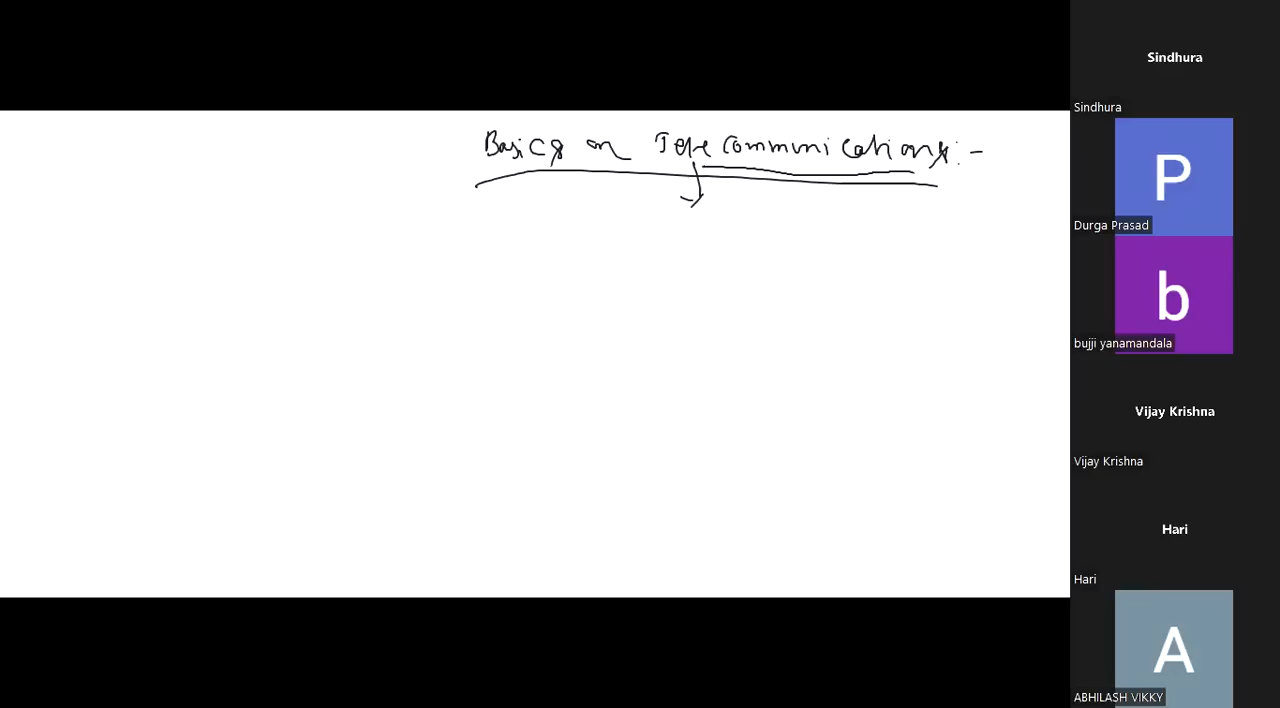 Basics on Telecommunications:-
Sindhura
Sindhura
P
Durga Prasad
b
bujji yanamandala
Vijay Krishna
Vijay Krishna
Hari
Hari
A
ABHILASH VIKKY